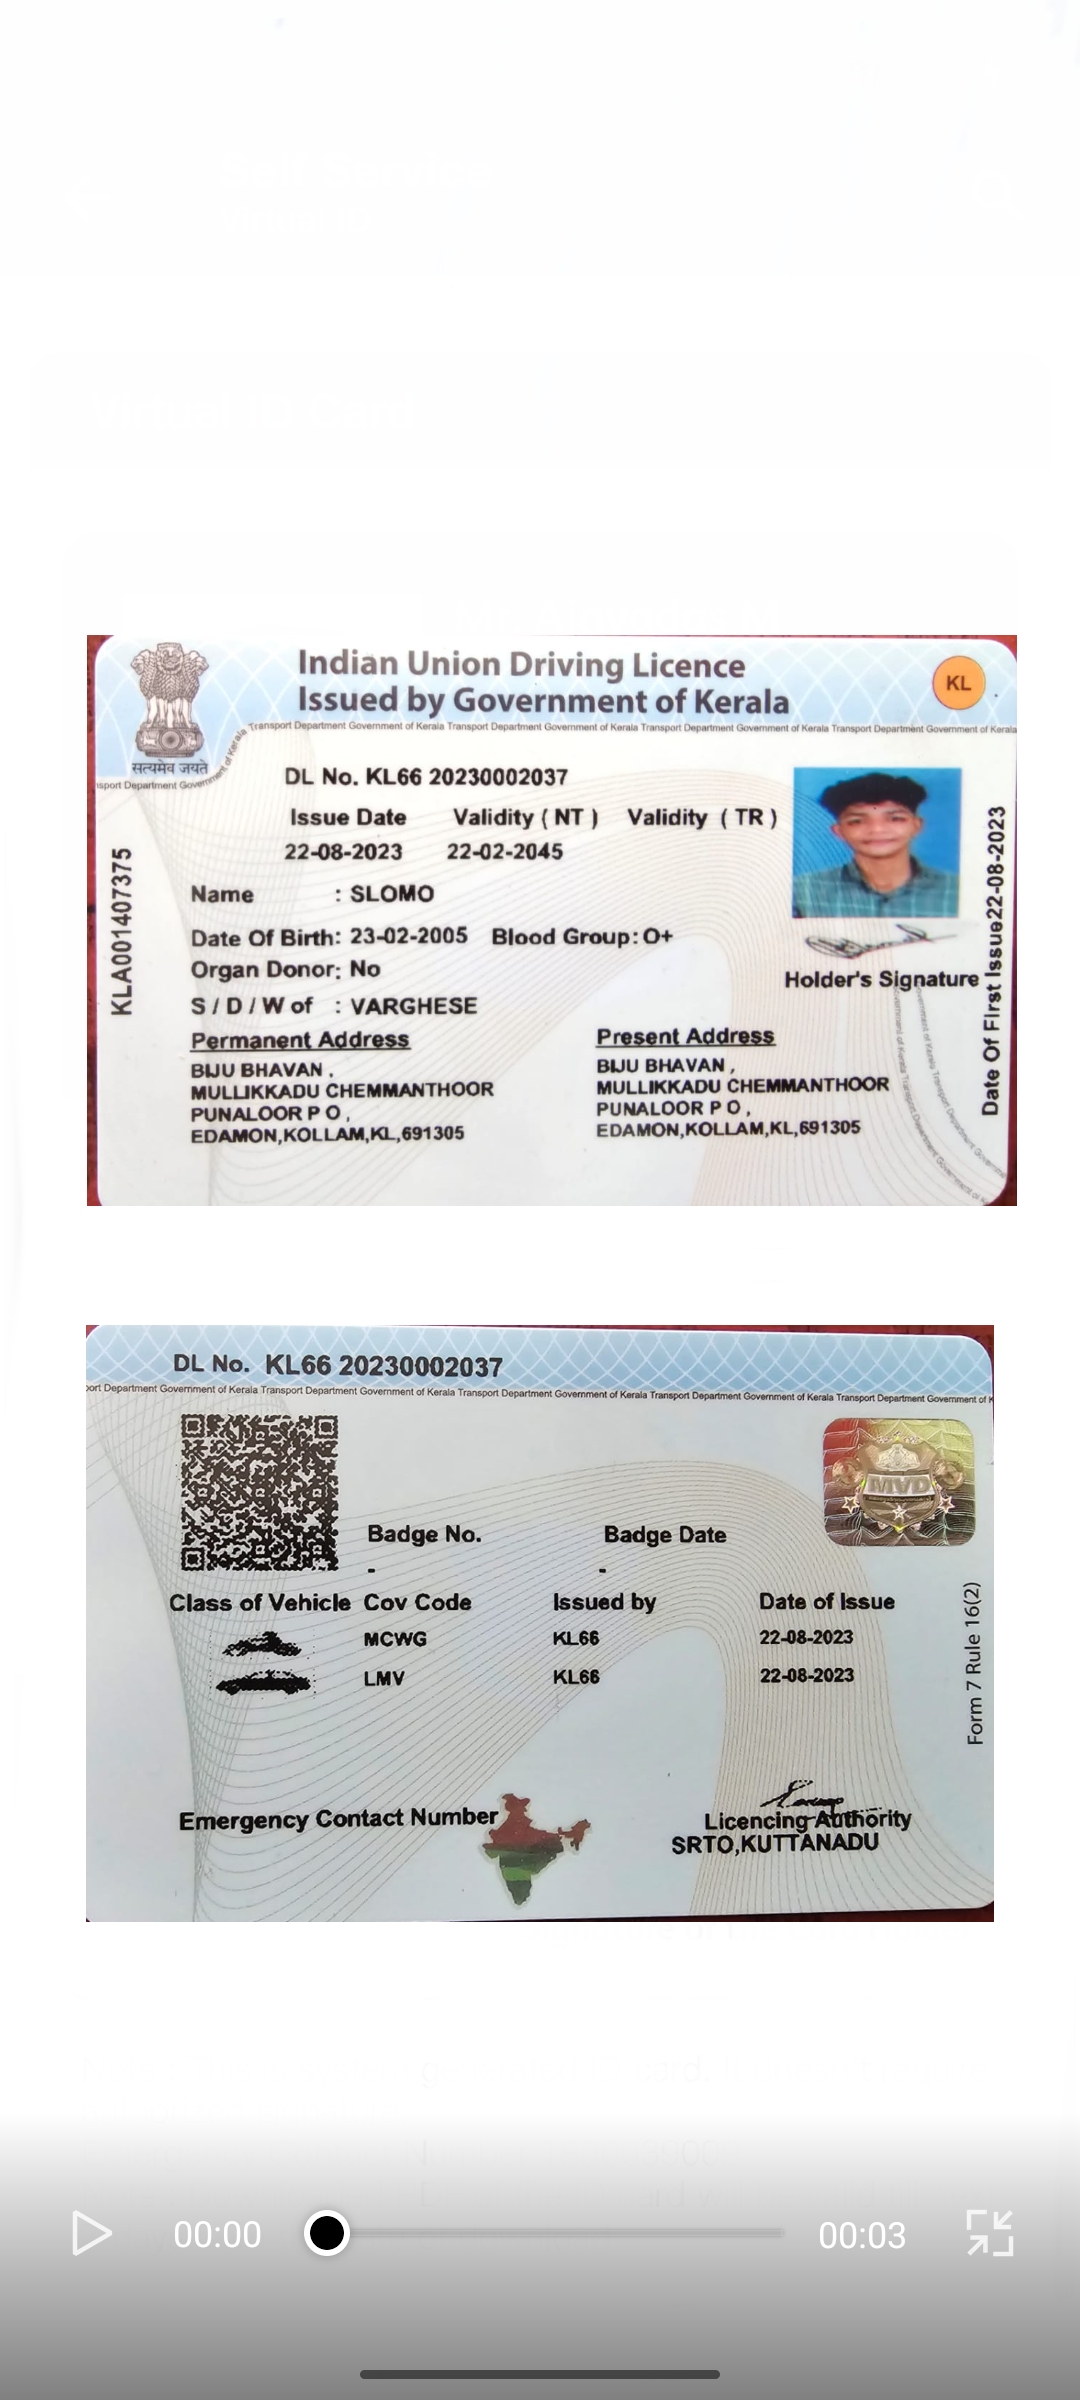 Indian Union Driving Licence
Issued by Government of Kerala
KL
Transport Department Government of Kerala Transport Department Government of Kerala Transport Department Government of Kerala Transport Department Government of Kerala
सत्यमेव जयते
DL No. KL66 20230002037
Issue Date Validity ( NT ) Validity ( TR )
22-08-2023 22-02-2045
Name : SLOMO
Date Of Birth: 23-02-2005 Blood Group: O+
Organ Donor: No
Holder's Signature
S / D / W of : VARGHESE
Permanent Address
BIJU BHAVAN ,
MULLIKKADU CHEMMANTHOOR
PUNALOOR P O ,
EDAMON,KOLLAM,KL,691305
Present Address
BIJU BHAVAN ,
MULLIKKADU CHEMMANTHOOR
PUNALOOR P O ,
EDAMON,KOLLAM,KL,691305
KLA001407375
Date Of First Issue22-08-2023
DL No. KL66 20230002037
port Department Government of Kerala Transport Department Government of Kerala Transport Department Government of Kerala Transport Department Government of Kerala Transport Department Government of K
MVD
Badge No. Badge Date
- -
Class of Vehicle Cov Code Issued by Date of Issue
MCWG KL66 22-08-2023
LMV KL66 22-08-2023
Form 7 Rule 16(2)
Emergency Contact Number
Licencing Authority
SRTO,KUTTANADU
00:00
00:03